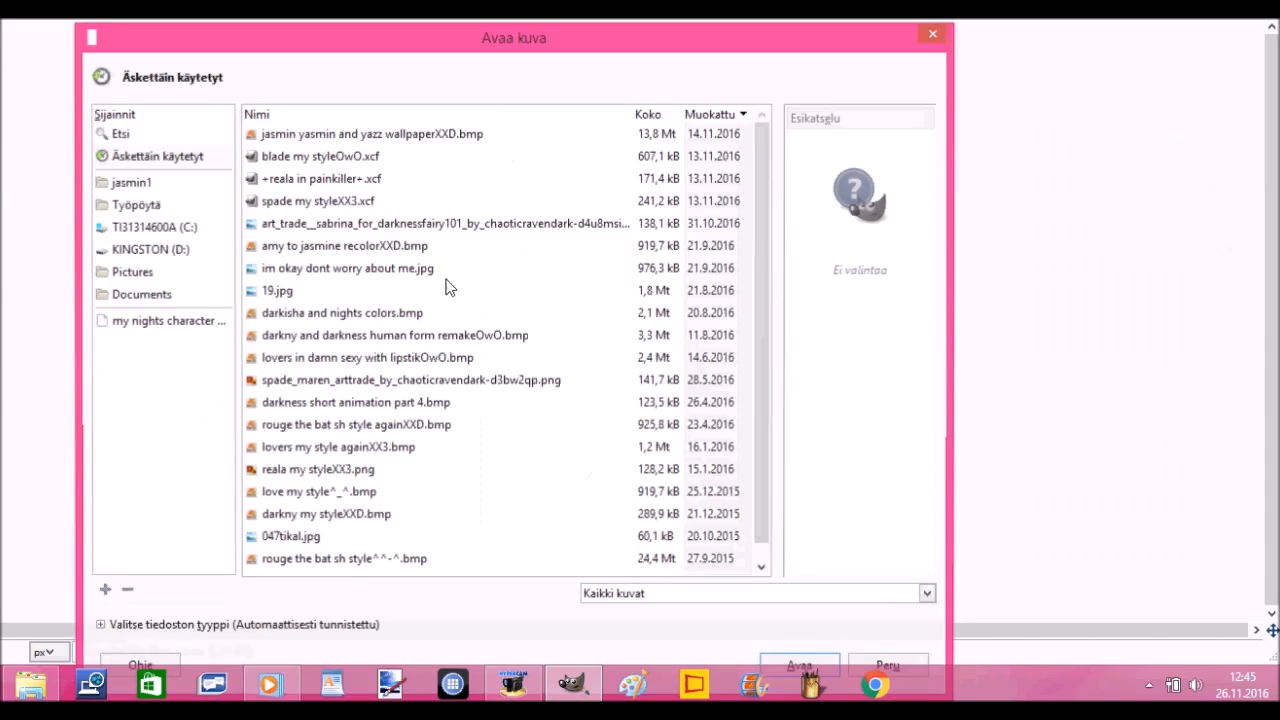 Avaa kuva
Äskettäin käytetyt
Sijainnit
Etsi
Äskettäin käytetyt
jasmin1
Työpöytä
TI31314600A (C:)
KINGSTON (D:)
Pictures
Documents
my nights character ...
Nimi Koko Muokattu
jasmin yasmin and yazz wallpaperXXD.bmp 13,8 Mt 14.11.2016
blade my styleOwO.xcf 607,1 kB 13.11.2016
+reala in painkiller+.xcf 171,4 kB 13.11.2016
spade my styleXX3.xcf 241,2 kB 13.11.2016
art_trade__sabrina_for_darknessfairy101_by_chaoticravendark-d4u8msi... 138,1 kB 31.10.2016
amy to jasmine recolorXXD.bmp 919,7 kB 21.9.2016
im okay dont worry about me.jpg 976,3 kB 21.9.2016
19.jpg 1,8 Mt 21.8.2016
darkisha and nights colors.bmp 2,1 Mt 20.8.2016
darkny and darkness human form remakeOwO.bmp 3,3 Mt 11.8.2016
lovers in damn sexy with lipstikOwO.bmp 2,4 Mt 14.6.2016
spade_maren_arttrade_by_chaoticravendark-d3bw2qp.png 141,7 kB 28.5.2016
darkness short animation part 4.bmp 123,5 kB 26.4.2016
rouge the bat sh style againXXD.bmp 925,8 kB 23.4.2016
lovers my style againXX3.bmp 1,2 Mt 16.1.2016
reala my styleXX3.png 128,2 kB 15.1.2016
love my style^_^.bmp 919,7 kB 25.12.2015
darkny my styleXXD.bmp 289,9 kB 21.12.2015
047tikal.jpg 60,1 kB 20.10.2015
rouge the bat sh style^^-^.bmp 24,4 Mt 27.9.2015
Esikatselu
Ei valintaa
Kaikki kuvat
Valitse tiedoston tyyppi (Automaattisesti tunnistettu)
Ohje Avaa Peru
px
HYPERCAM
12:45
26.11.2016